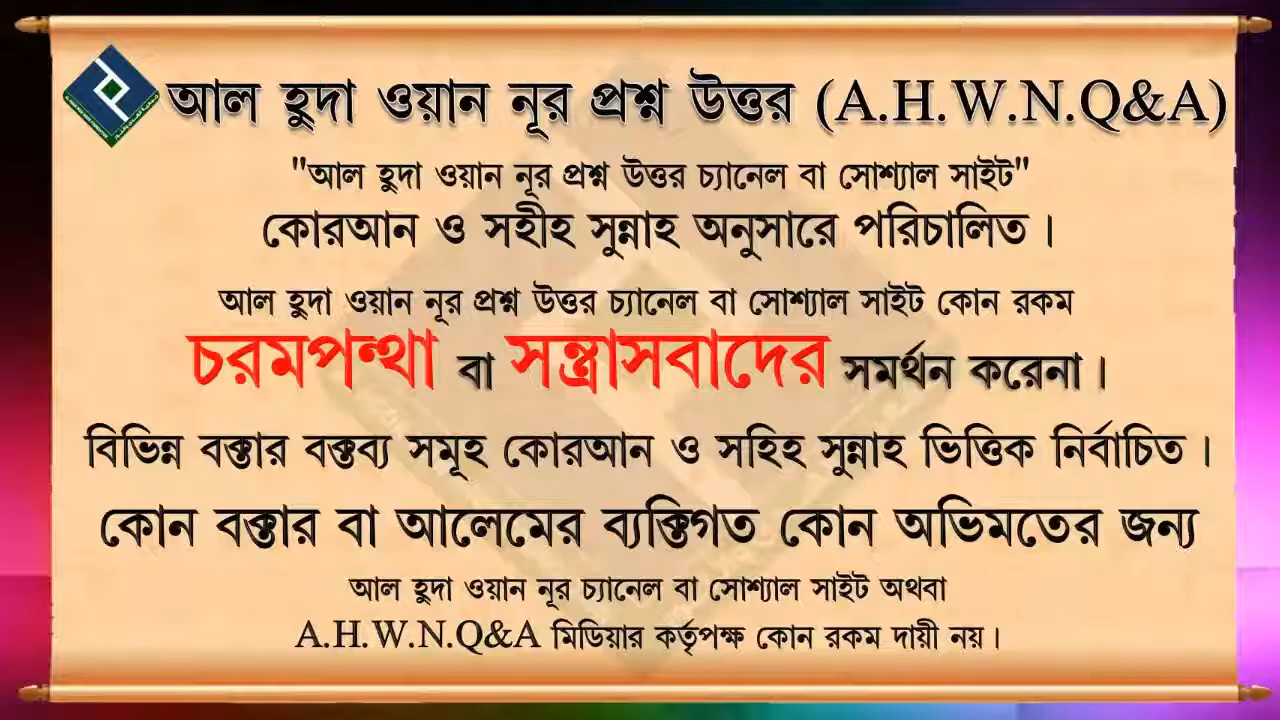 আল হুদা ওয়ান নূর প্রশ্ন উত্তর (A.H.W.N.Q&A)
"আল হুদা ওয়ান নূর প্রশ্ন উত্তর চ্যানেল বা সোশ্যাল সাইট"
কোরআন ও সহীহ সুন্নাহ অনুসারে পরিচালিত।
আল হুদা ওয়ান নূর প্রশ্ন উত্তর চ্যানেল বা সোশ্যাল সাইট কোন রকম
চরমপন্থা বা সন্ত্রাসবাদের সমর্থন করেনা।
বিভিন্ন বক্তার বক্তব্য সমূহ কোরআন ও সহিহ সুন্নাহ ভিত্তিক নির্বাচিত।
কোন বক্তার বা আলেমের ব্যক্তিগত কোন অভিমতের জন্য
আল হুদা ওয়ান নূর চ্যানেল বা সোশ্যাল সাইট অথবা
A.H.W.N.Q&A মিডিয়ার কর্তৃপক্ষ কোন রকম দায়ী নয়।